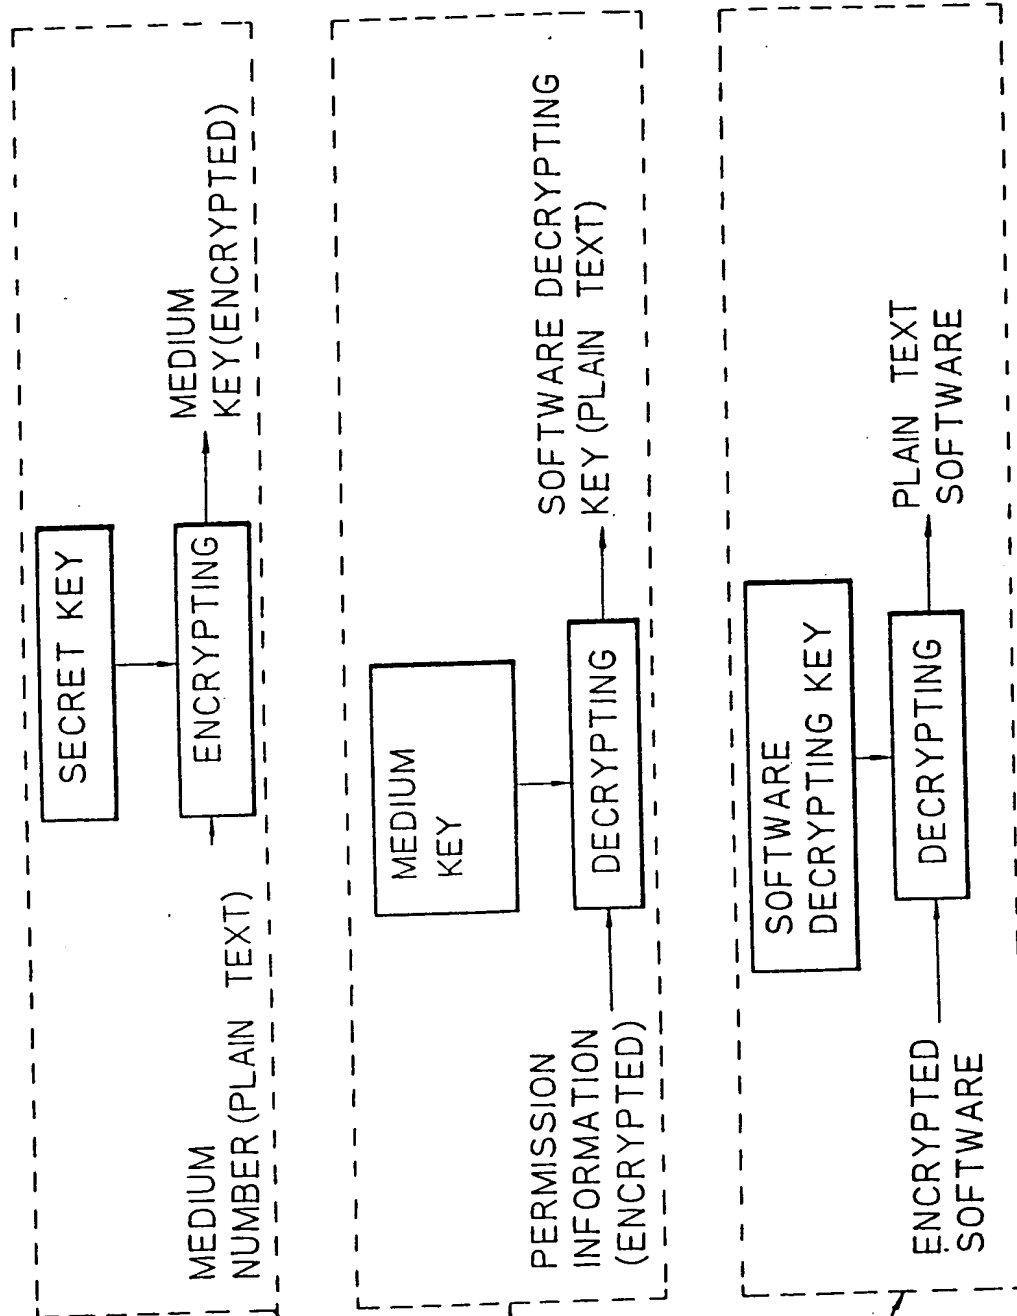 SECRET KEY
MEDIUM
NUMBER (PLAIN TEXT)
ENCRYPTING
MEDIUM
KEY (ENCRYPTED)
MEDIUM
KEY
PERMISSION
INFORMATION
(ENCRYPTED)
DECRYPTING
SOFTWARE DECRYPTING
KEY (PLAIN TEXT)
SOFTWARE
DECRYPTING KEY
ENCRYPTED
SOFTWARE
DECRYPTING
PLAIN TEXT
SOFTWARE